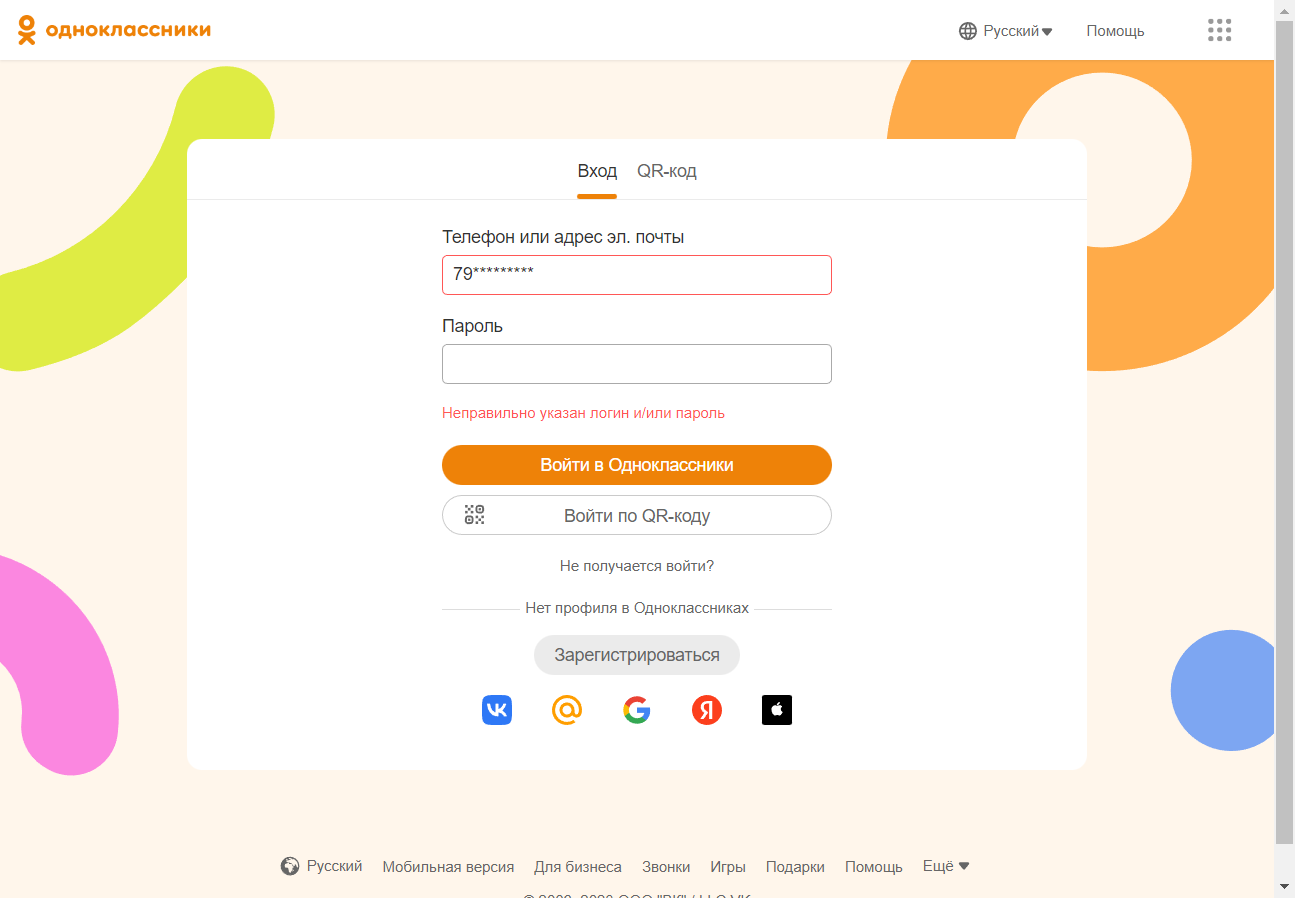 одноклассники
Русский
Помощь
Вход
QR-код
Телефон или адрес эл. почты
79*********
Пароль
Неправильно указан логин и/или пароль
Войти в Одноклассники
Войти по QR-коду
Не получается войти?
Нет профиля в Одноклассниках
Зарегистрироваться
Русский
Мобильная версия
Для бизнеса
Звонки
Игры
Подарки
Помощь
Ещё